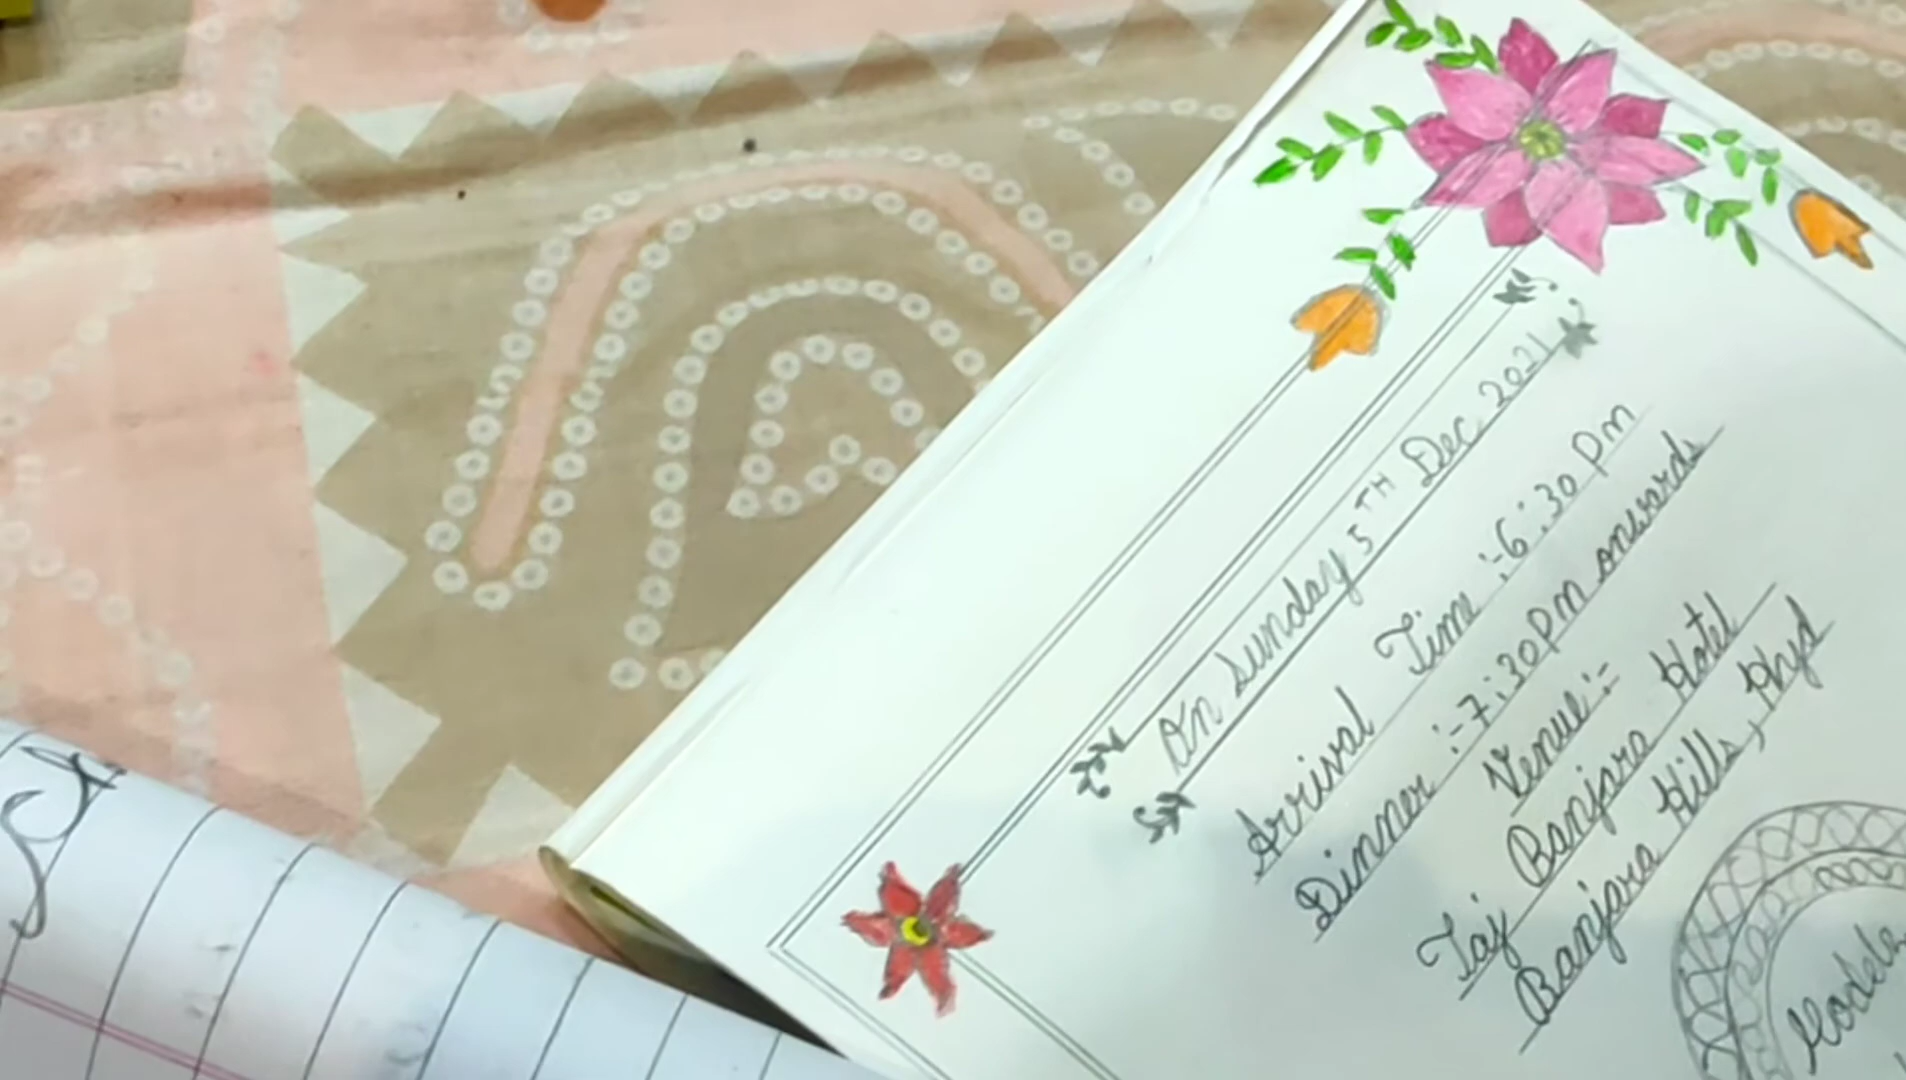 On Sunday 5TH Dec 2021
Arrival Time :-6:30 pm
Dinner :-7:30pm onwards
Venue:-
Taj Banjara Hotel
Banjara Hills, Hyd